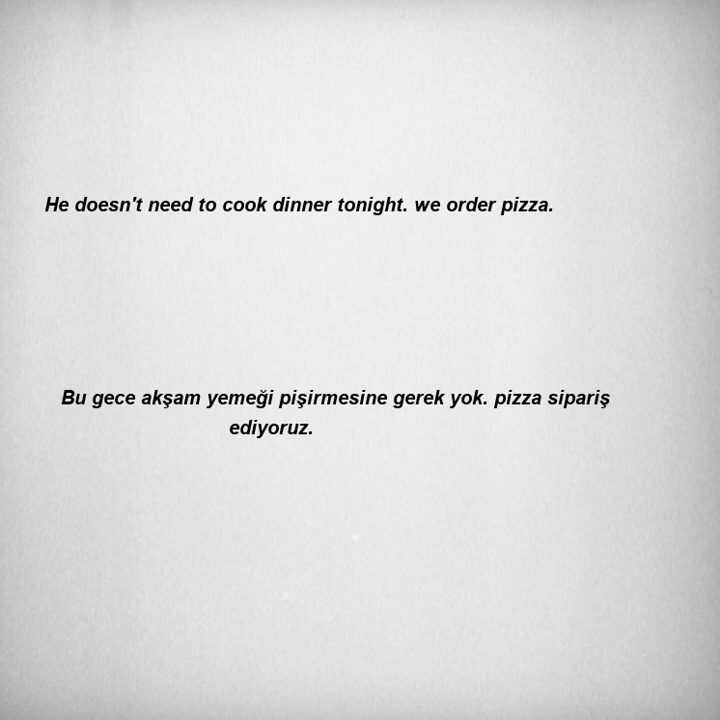 He doesn't need to cook dinner tonight. we order pizza.
Bu gece akşam yemeği pişirmesine gerek yok. pizza sipariş
ediyoruz.